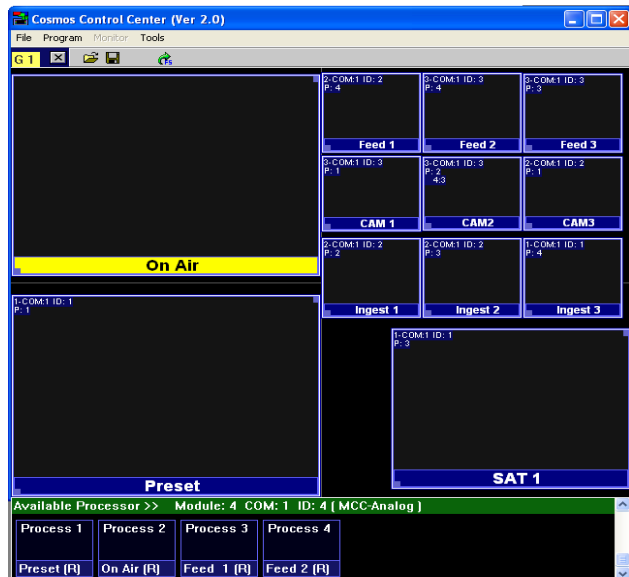 Cosmos Control Center (Ver 2.0)
File Program Monitor Tools
G 1
FS
On Air
2-COM:1 ID: 2
P: 4
Feed 1
3-COM:1 ID: 3
P: 4
Feed 2
3-COM:1 ID: 3
P: 3
Feed 3
3-COM:1 ID: 3
P: 1
CAM 1
3-COM:1 ID: 3
P: 2
4:3
CAM2
2-COM:1 ID: 2
P: 1
CAM3
2-COM:1 ID: 2
P: 2
Ingest 1
2-COM:1 ID: 2
P: 3
Ingest 2
1-COM:1 ID: 1
P: 4
Ingest 3
1-COM:1 ID: 1
P: 1
Preset
1-COM:1 ID: 1
P: 3
SAT 1
Available Processor >> Module: 4 COM: 1 ID: 4 ( MCC-Analog )
Process 1
Preset (R)
Process 2
On Air (R)
Process 3
Feed 1 (R)
Process 4
Feed 2 (R)